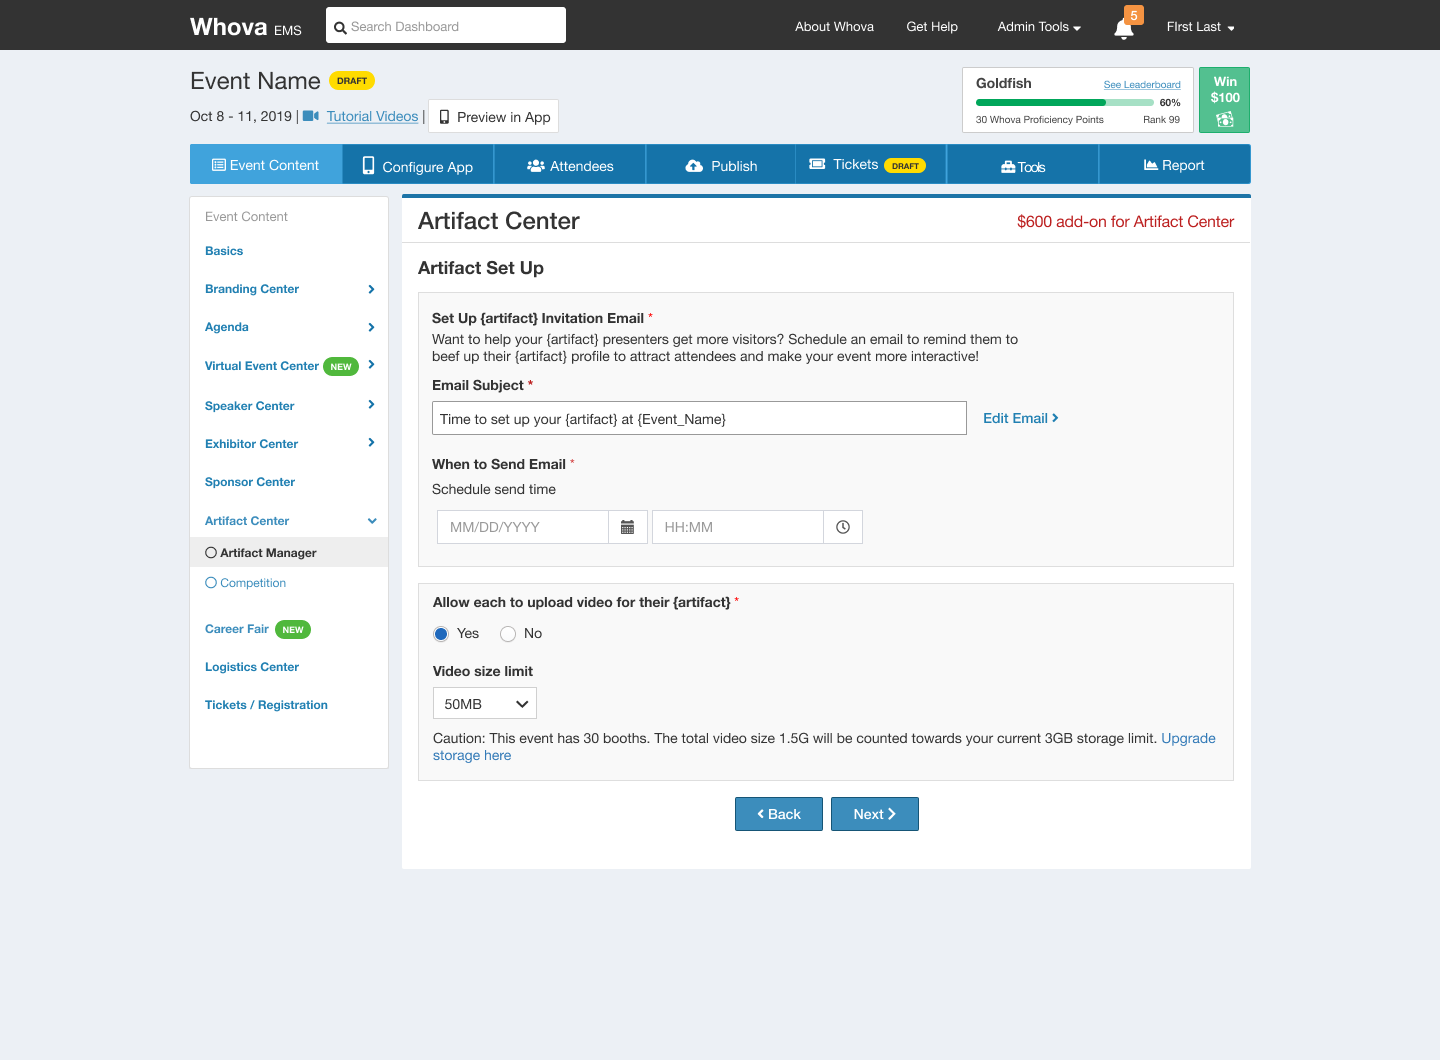 Whova EMS
Search Dashboard
About Whova
Get Help
Admin Tools
5
FIrst Last
Event Name
DRAFT
Oct 8 - 11, 2019 | Tutorial Videos |
Preview in App
Goldfish
See Leaderboard
60%
30 Whova Proficiency Points
Rank 99
Win
$100
Event Content
Configure App
Attendees
Publish
Tickets DRAFT
Tools
Report
Event Content
Basics
Branding Center
Agenda
Virtual Event Center NEW
Speaker Center
Exhibitor Center
Sponsor Center
Artifact Center
Artifact Manager
Competition
Career Fair NEW
Logistics Center
Tickets / Registration
Artifact Center
$600 add-on for Artifact Center
Artifact Set Up
Set Up {artifact} Invitation Email *
Want to help your {artifact} presenters get more visitors? Schedule an email to remind them to
beef up their {artifact} profile to attract attendees and make your event more interactive!
Email Subject *
Time to set up your {artifact} at {Event_Name}
Edit Email
When to Send Email *
Schedule send time
MM/DD/YYYY
HH:MM
Allow each to upload video for their {artifact} *
Yes
No
Video size limit
50MB
Caution: This event has 30 booths. The total video size 1.5G will be counted towards your current 3GB storage limit. Upgrade
storage here
Back
Next